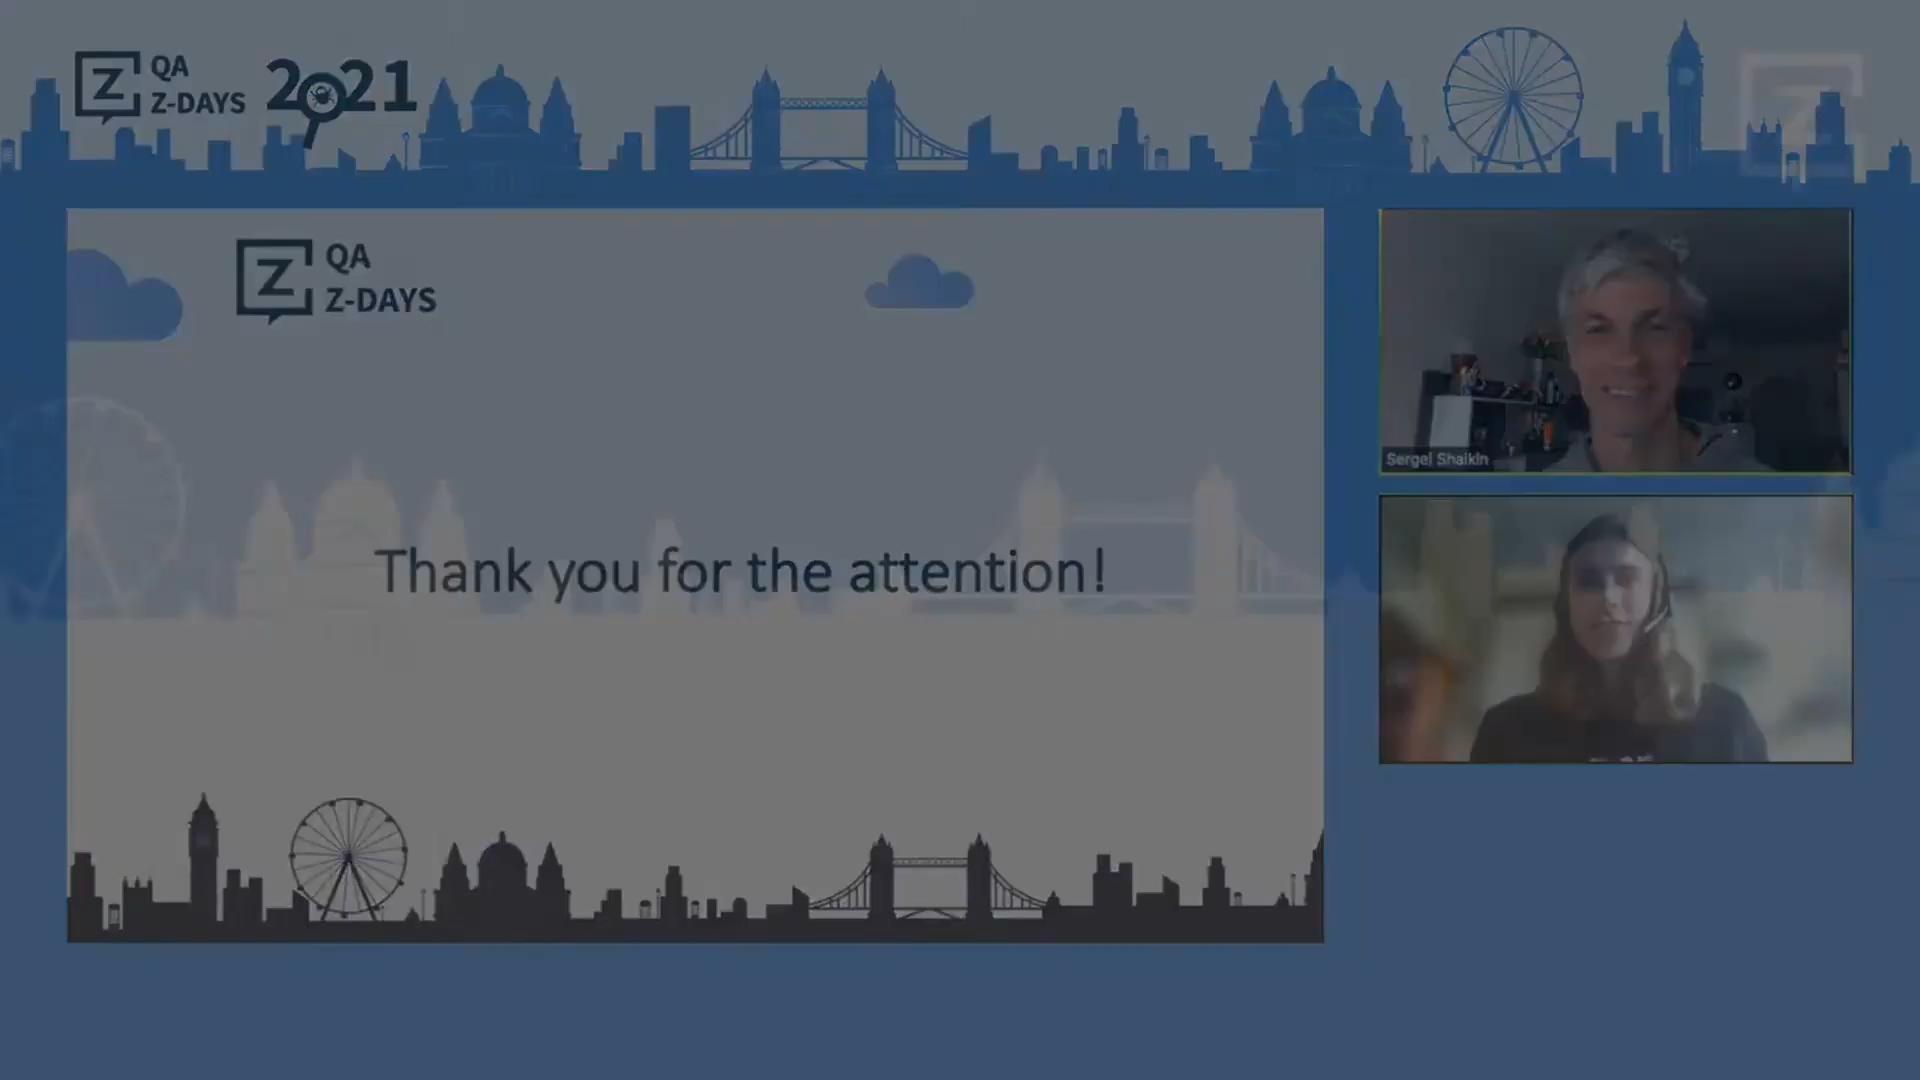 QA
Z-DAYS
2021
QA
Z-DAYS
Thank you for the attention!
Sergei Shaikin